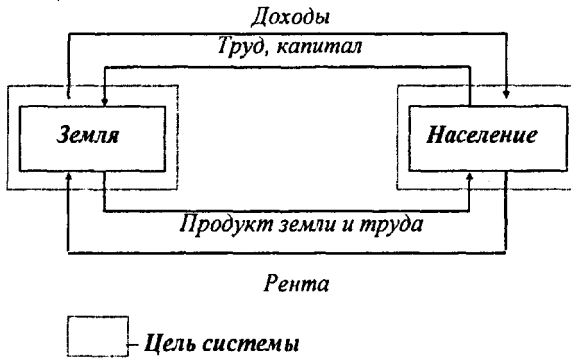 Доходы
Труд, капитал
Земля
Население
Продукт земли и труда
Рента
– Цель системы